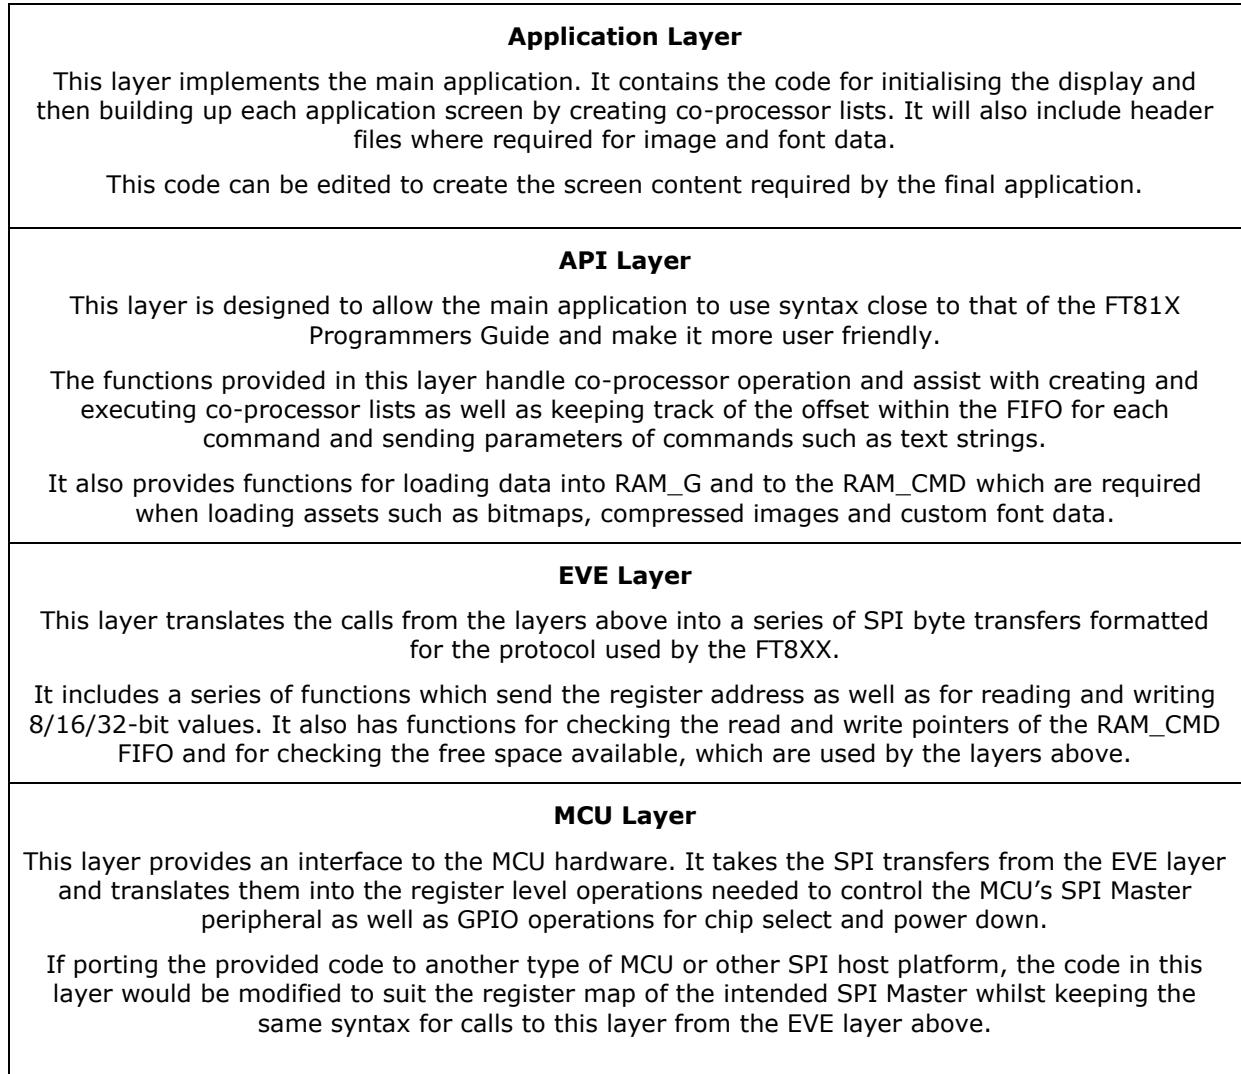 Application Layer
This layer implements the main application. It contains the code for initialising the display and
then building up each application screen by creating co-processor lists. It will also include header
files where required for image and font data.
This code can be edited to create the screen content required by the final application.
API Layer
This layer is designed to allow the main application to use syntax close to that of the FT81X
Programmers Guide and make it more user friendly.
The functions provided in this layer handle co-processor operation and assist with creating and
executing co-processor lists as well as keeping track of the offset within the FIFO for each
command and sending parameters of commands such as text strings.
It also provides functions for loading data into RAM_G and to the RAM_CMD which are required
when loading assets such as bitmaps, compressed images and custom font data.
EVE Layer
This layer translates the calls from the layers above into a series of SPI byte transfers formatted
for the protocol used by the FT8XX.
It includes a series of functions which send the register address as well as for reading and writing
8/16/32-bit values. It also has functions for checking the read and write pointers of the RAM_CMD
FIFO and for checking the free space available, which are used by the layers above.
MCU Layer
This layer provides an interface to the MCU hardware. It takes the SPI transfers from the EVE layer
and translates them into the register level operations needed to control the MCU’s SPI Master
peripheral as well as GPIO operations for chip select and power down.
If porting the provided code to another type of MCU or other SPI host platform, the code in this
layer would be modified to suit the register map of the intended SPI Master whilst keeping the
same syntax for calls to this layer from the EVE layer above.